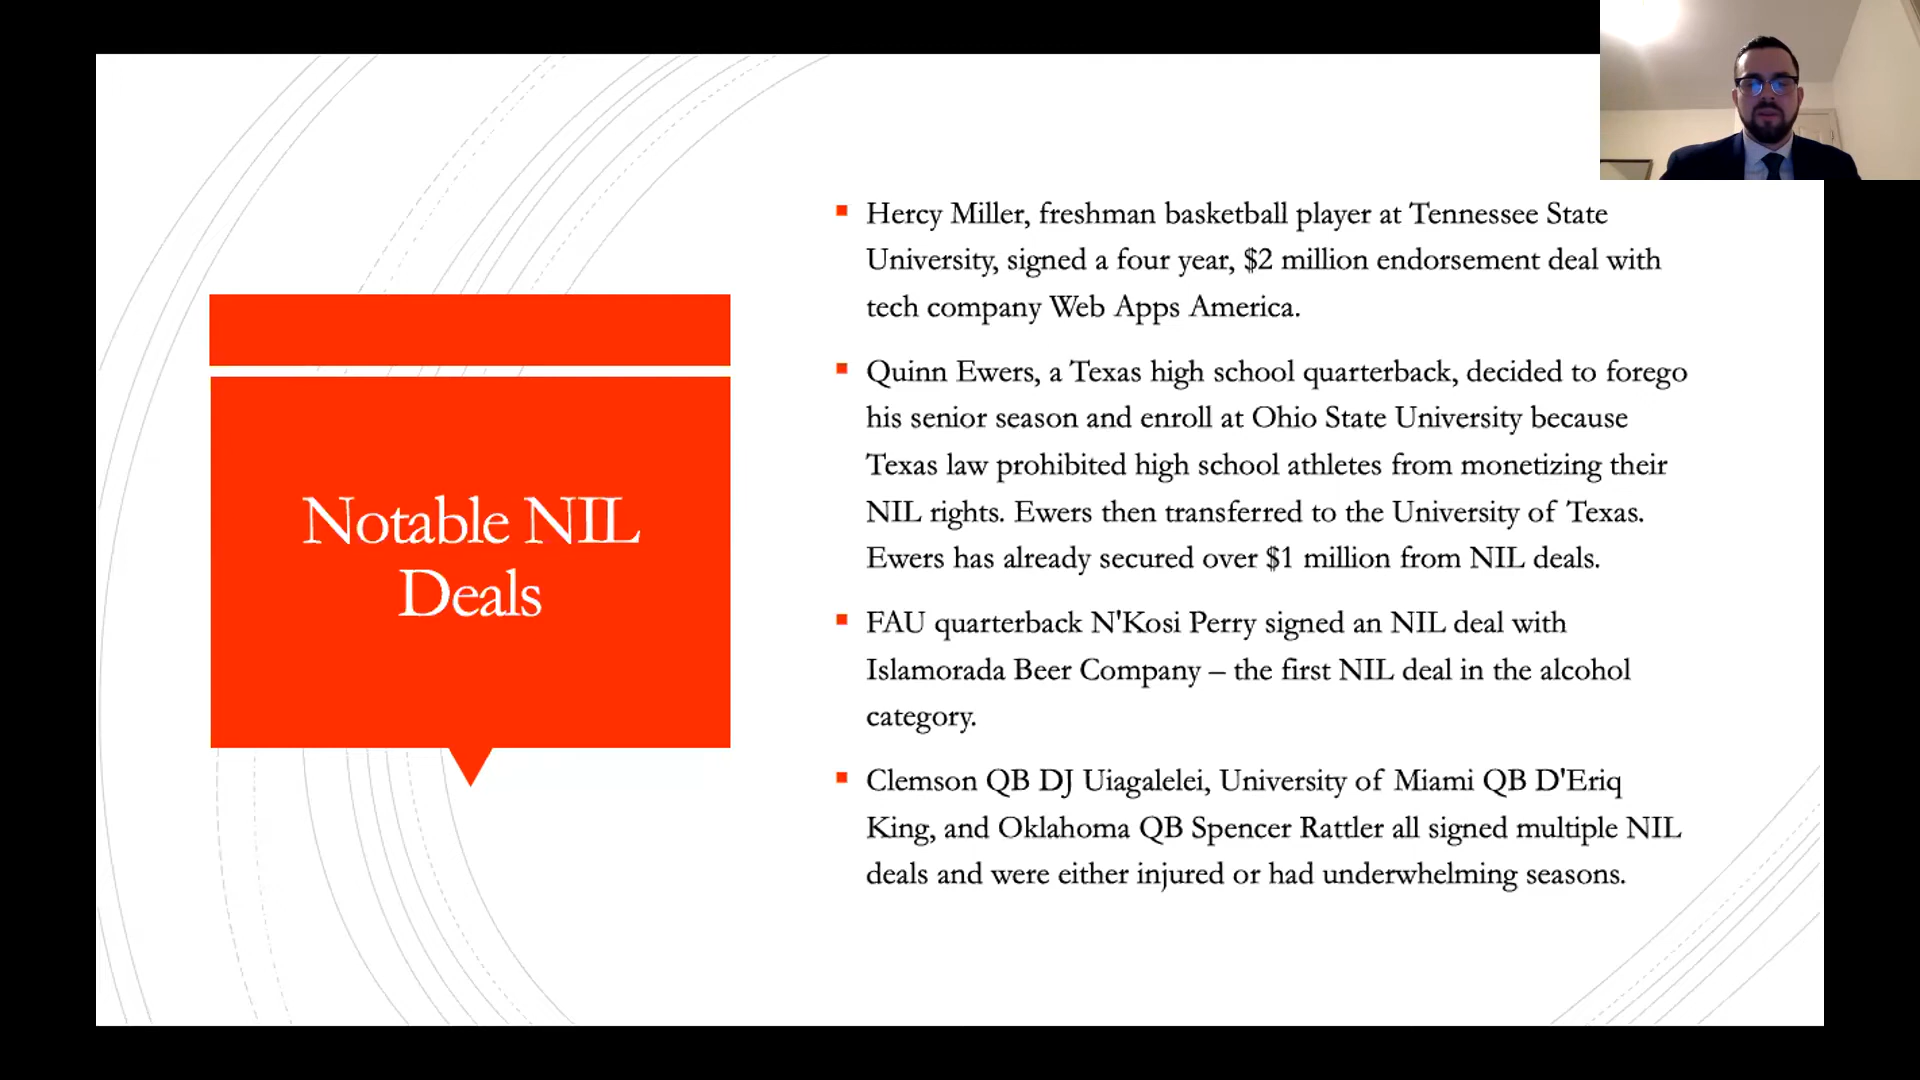 Notable NIL
Deals
Hercy Miller, freshman basketball player at Tennessee State
University, signed a four year, $2 million endorsement deal with
tech company Web Apps America.
Quinn Ewers, a Texas high school quarterback, decided to forego
his senior season and enroll at Ohio State University because
Texas law prohibited high school athletes from monetizing their
NIL rights. Ewers then transferred to the University of Texas.
Ewers has already secured over $1 million from NIL deals.
FAU quarterback N'Kosi Perry signed an NIL deal with
Islamorada Beer Company – the first NIL deal in the alcohol
category.
Clemson QB DJ Uiagalelei, University of Miami QB D'Eriq
King, and Oklahoma QB Spencer Rattler all signed multiple NIL
deals and were either injured or had underwhelming seasons.